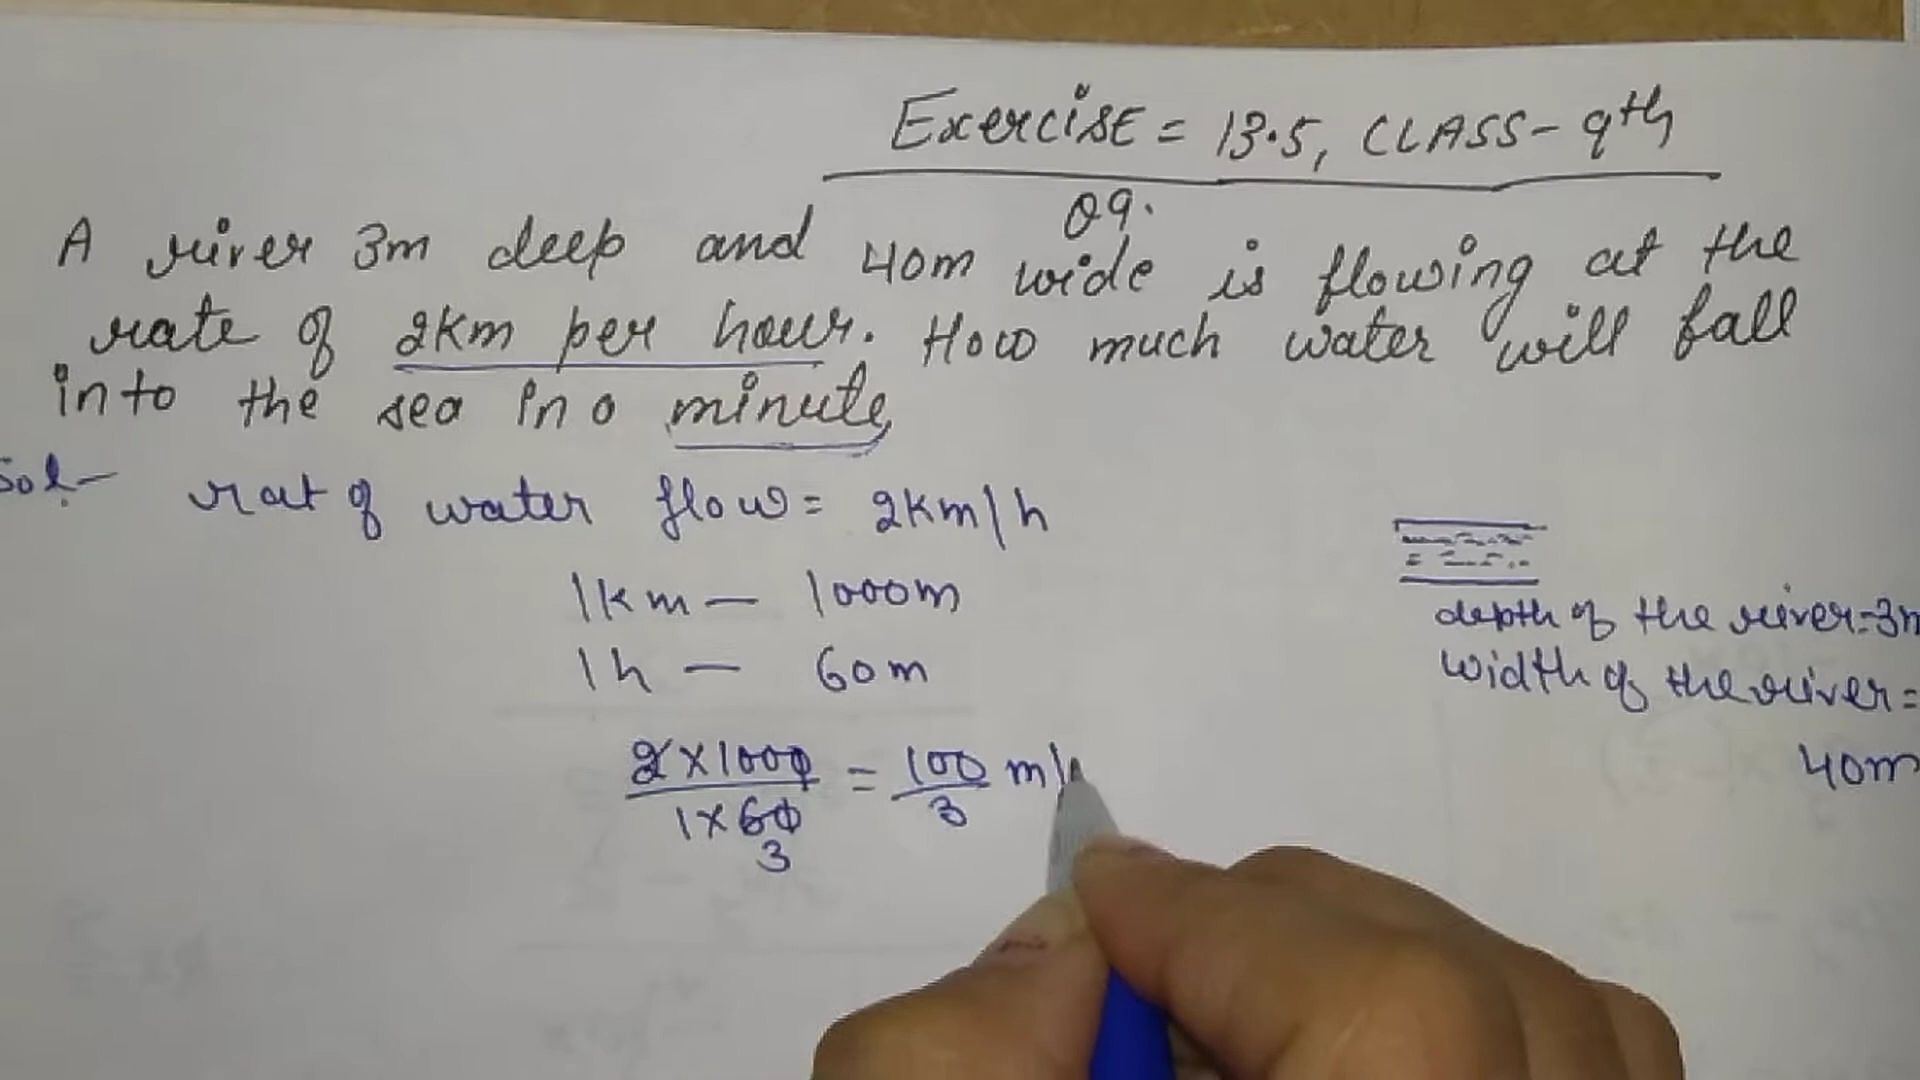 ExerciSE = 13.5, CLASS- 9th
Q9.
A river 3m deep and 40m wide is flowing at the
rate of 2km per hour. How much water will fall
into the sea in a minute
Sol- rat of water flow = 2km/h
1km — 1000m
1h — 60m
2×1000/1×60 = 100/3 m/
3
depth of the river=3m
width of the river=
40m